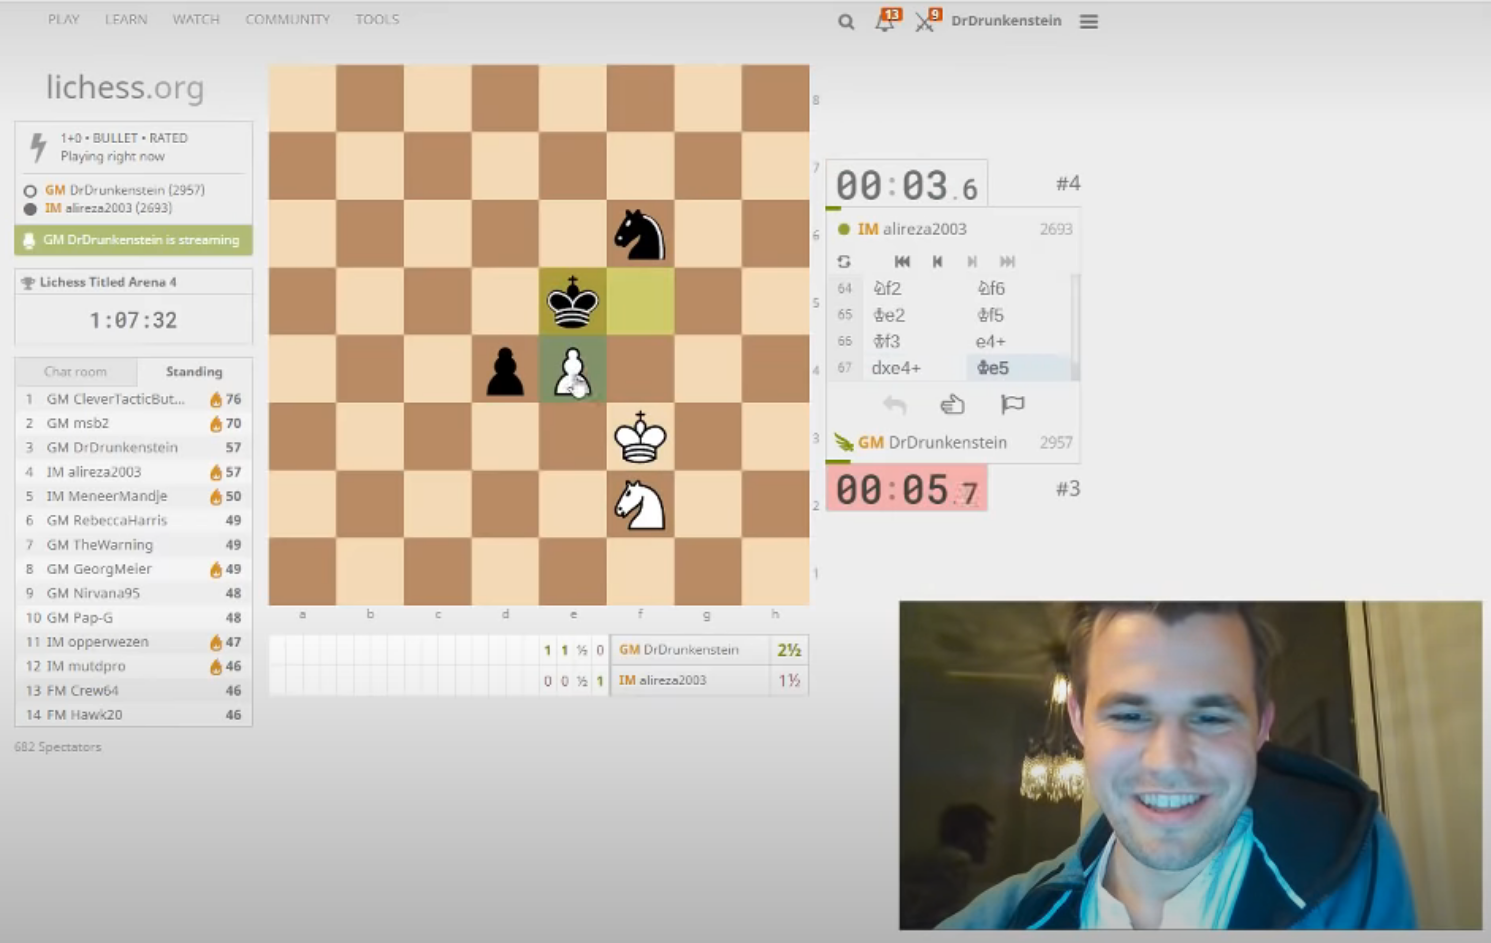 PLAY LEARN WATCH COMMUNITY TOOLS
13 9 DrDrunkenstein
lichess.org
1+0 • BULLET • RATED
Playing right now
GM DrDrunkenstein (2957)
IM alireza2003 (2693)
GM DrDrunkenstein is streaming
Lichess Titled Arena 4
1:07:32
Chat room Standing
1 GM CleverTacticBut... 76
2 GM msb2 70
3 GM DrDrunkenstein 57
4 IM alireza2003 57
5 IM MeneerMandje 50
6 GM RebeccaHarris 49
7 GM TheWarning 49
8 GM GeorgMeier 49
9 GM Nirvana95 48
10 GM Pap-G 48
11 IM opperwezen 47
12 IM mutdpro 46
13 FM Crew64 46
14 FM Hawk20 46
682 Spectators
8
7
6
5
4
3
2
1
a b c d e f g h
1 1 ½ 0 GM DrDrunkenstein 2½
0 0 ½ 1 IM alireza2003 1½
00:03.6 #4
IM alireza2003 2693
64 ♘f2 ♘f6
65 ♔e2 ♔f5
66 ♔f3 e4+
67 dxe4+ ♔e5
GM DrDrunkenstein 2957
00:05.7 #3